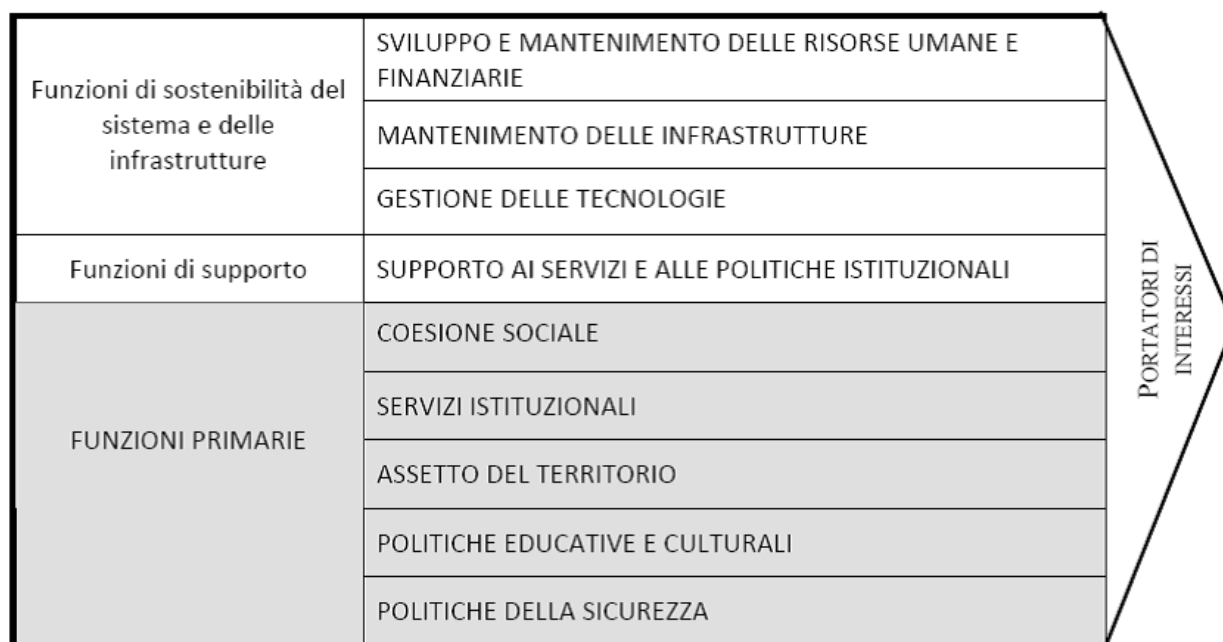 Funzioni di sostenibilità del
sistema e delle
infrastrutture
SVILUPPO E MANTENIMENTO DELLE RISORSE UMANE E
FINANZIARIE
MANTENIMENTO DELLE INFRASTRUTTURE
GESTIONE DELLE TECNOLOGIE
Funzioni di supporto
SUPPORTO AI SERVIZI E ALLE POLITICHE ISTITUZIONALI
FUNZIONI PRIMARIE
COESIONE SOCIALE
SERVIZI ISTITUZIONALI
ASSETTO DEL TERRITORIO
POLITICHE EDUCATIVE E CULTURALI
POLITICHE DELLA SICUREZZA
PORTATORI DI
INTERESSI